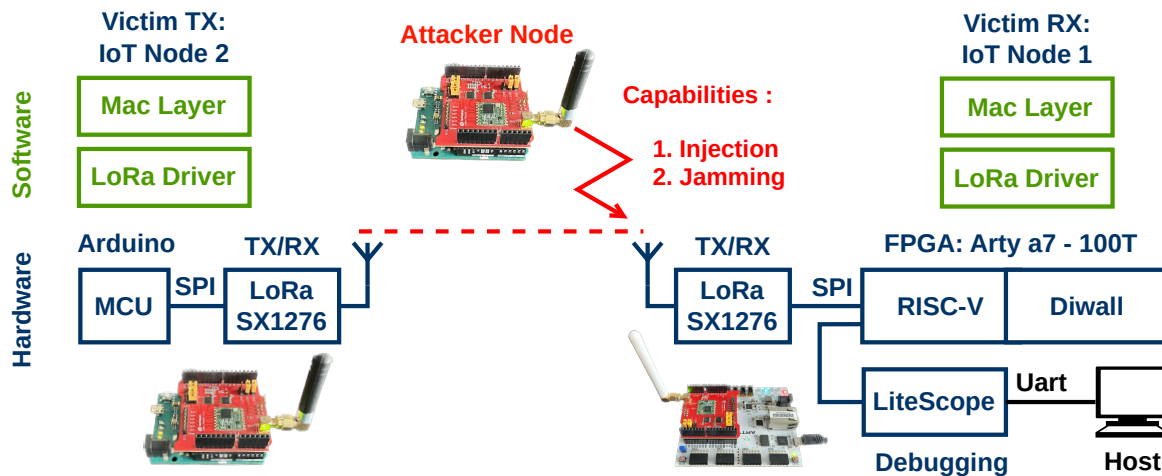 Victim TX:
IoT Node 2
Attacker Node
Victim RX:
IoT Node 1
Software
Mac Layer
LoRa Driver
Capabilities :
1. Injection
2. Jamming
Mac Layer
LoRa Driver
Hardware
Arduino
MCU
SPI
TX/RX
LoRa
SX1276
TX/RX
LoRa
SX1276
SPI
FPGA: Arty a7 - 100T
RISC-V
Diwall
LiteScope
Uart
Debugging
Host